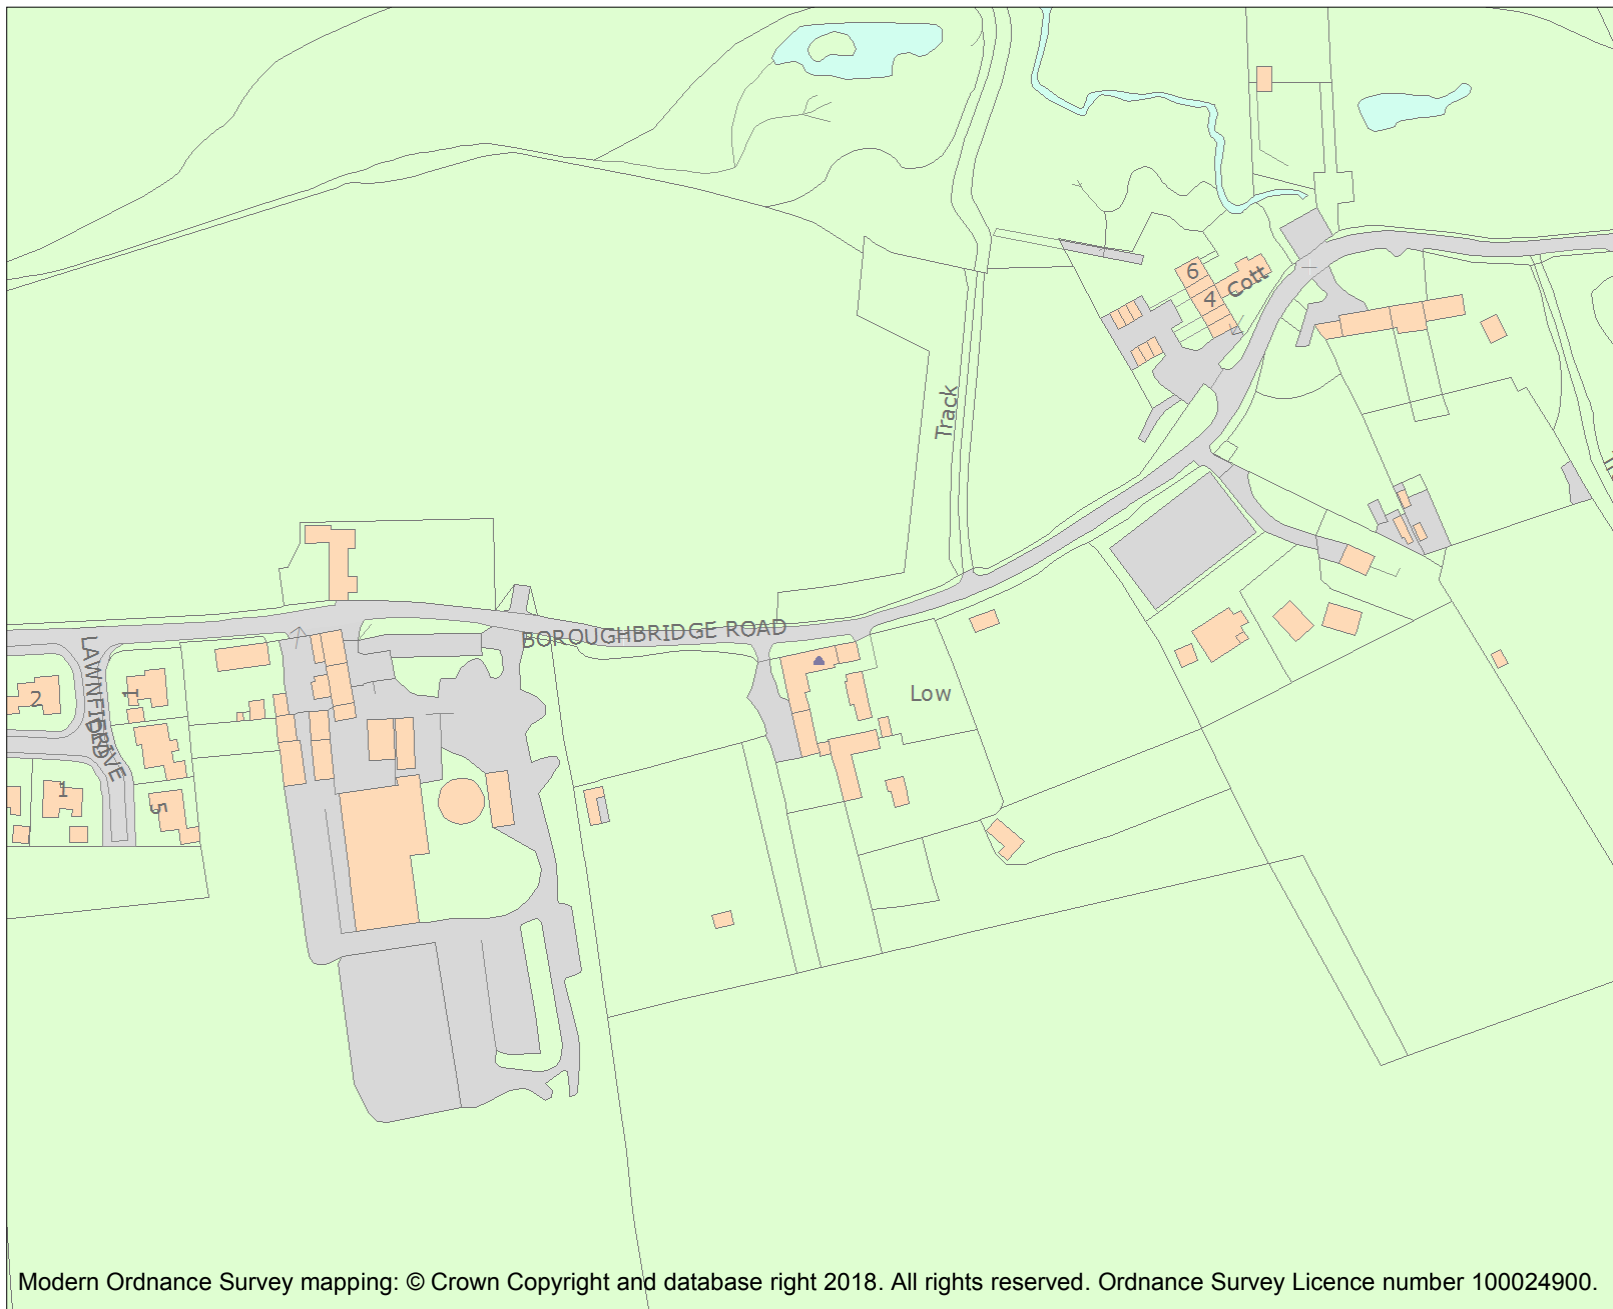 6
4
Cott
Track
BOROUGHBRIDGE ROAD
LAWNFIELD
DRIVE
2
1
Low
1
5
Modern Ordnance Survey mapping: © Crown Copyright and database right 2018. All rights reserved. Ordnance Survey Licence number 100024900.